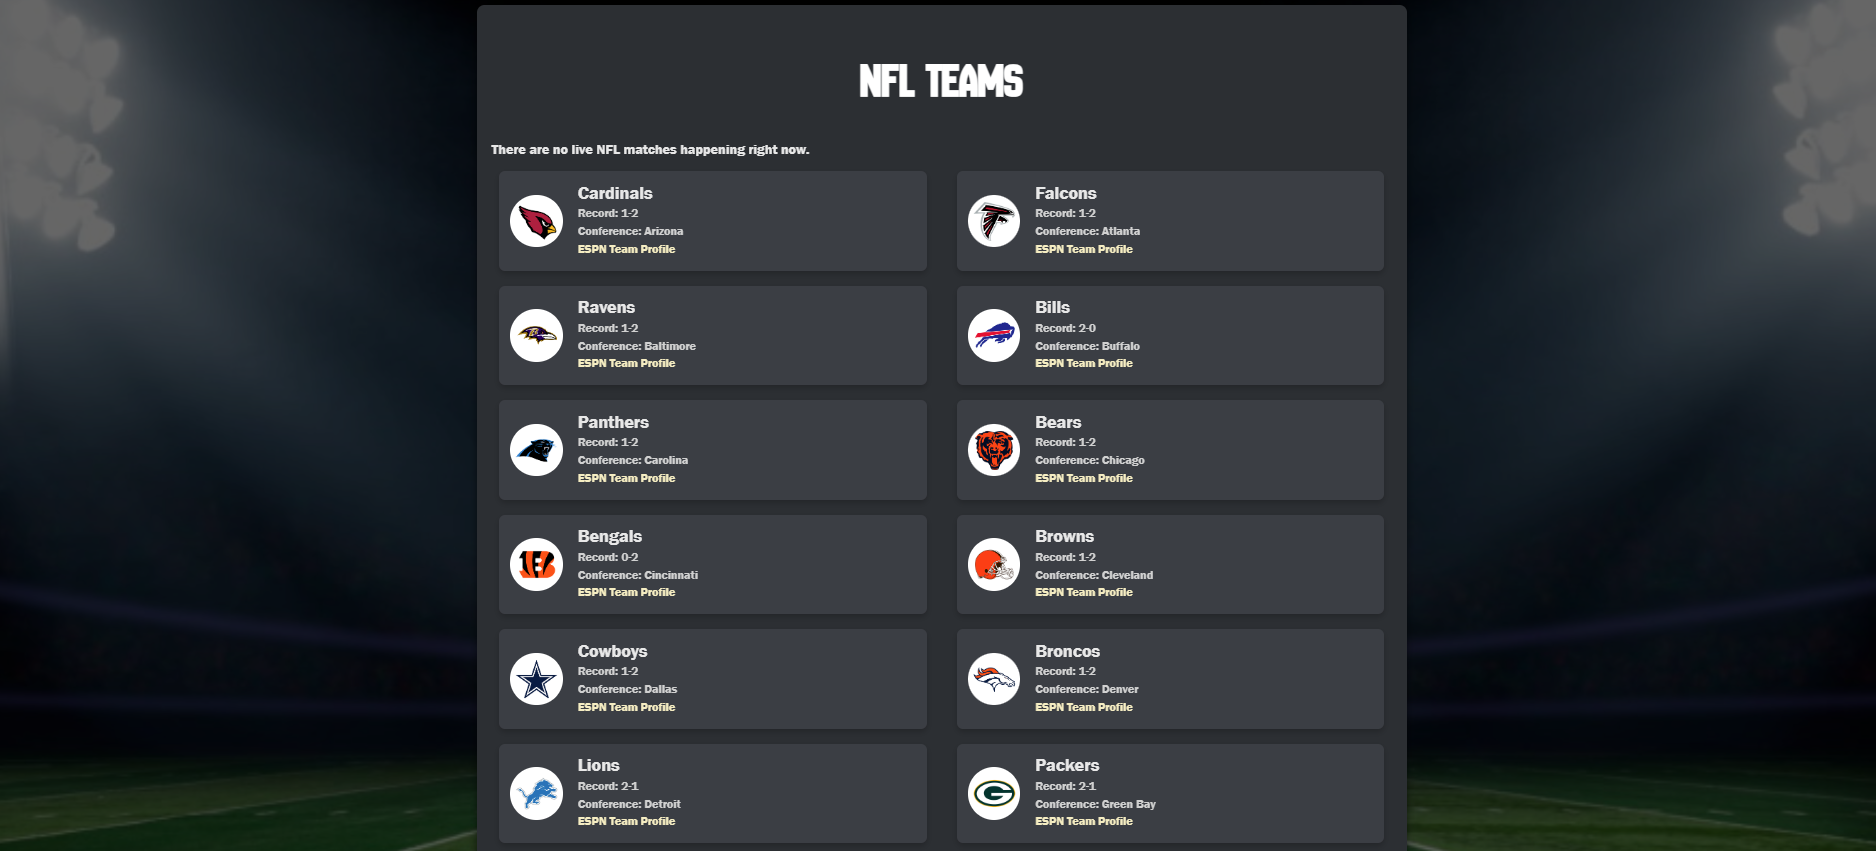 NFL TEAMS
There are no live NFL matches happening right now.
Cardinals
Record: 1-2
Conference: Arizona
ESPN Team Profile
Falcons
Record: 1-2
Conference: Atlanta
ESPN Team Profile
Ravens
Record: 1-2
Conference: Baltimore
ESPN Team Profile
Bills
Record: 2-0
Conference: Buffalo
ESPN Team Profile
Panthers
Record: 1-2
Conference: Carolina
ESPN Team Profile
Bears
Record: 1-2
Conference: Chicago
ESPN Team Profile
Bengals
Record: 0-2
Conference: Cincinnati
ESPN Team Profile
Browns
Record: 1-2
Conference: Cleveland
ESPN Team Profile
Cowboys
Record: 1-2
Conference: Dallas
ESPN Team Profile
Broncos
Record: 1-2
Conference: Denver
ESPN Team Profile
Lions
Record: 2-1
Conference: Detroit
ESPN Team Profile
Packers
Record: 2-1
Conference: Green Bay
ESPN Team Profile